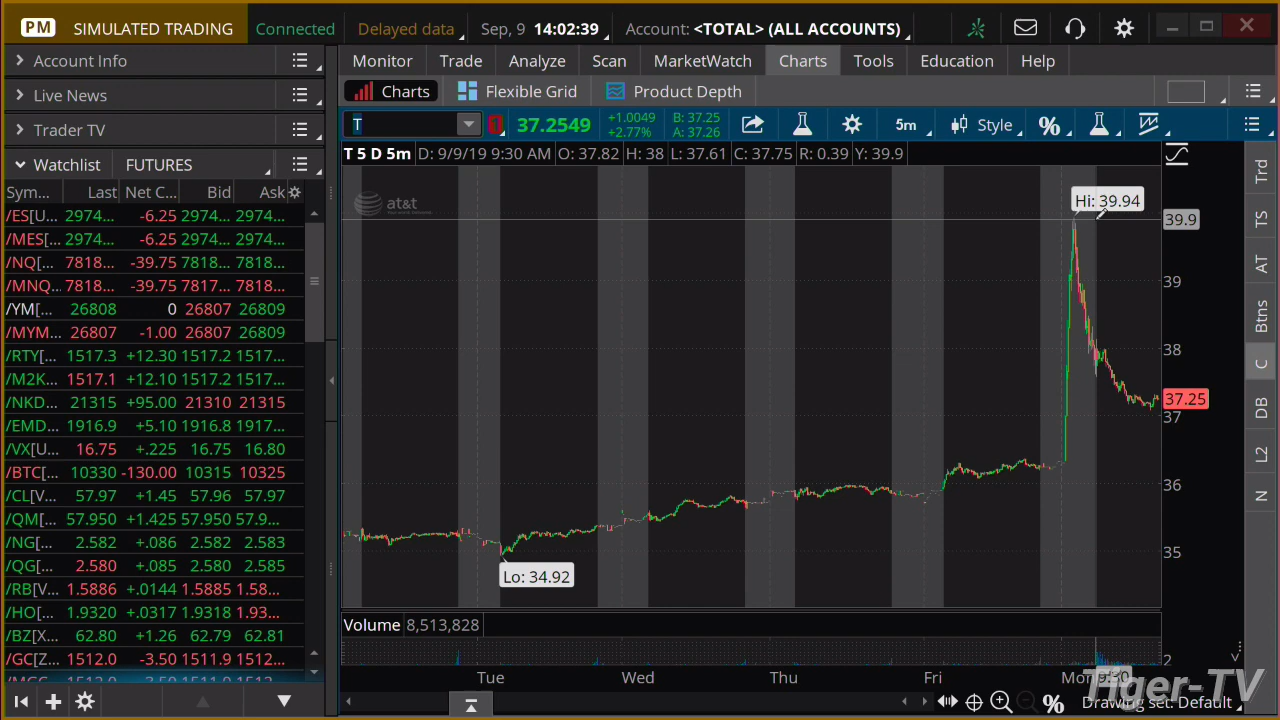 PM SIMULATED TRADING Connected Delayed data Sep, 9 14:02:39 Account: <TOTAL> (ALL ACCOUNTS)
Account Info
Live News
Trader TV
Watchlist FUTURES
Sym... Last Net C... Bid Ask
/ES[U... 2974... -6.25 2974... 2974...
/MES[... 2974... -6.25 2974... 2974...
/NQ[... 7818... -39.75 7818... 7818...
/MNQ... 7818... -39.75 7818... 7818...
/YM[... 26808 0 26807 26809
/MYM... 26807 -1.00 26807 26809
/RTY[... 1517.3 +12.30 1517.2 1517...
/M2K... 1517.1 +12.10 1517.2 1517...
/NKD... 21315 +95.00 21310 21315
/EMD... 1916.9 +5.10 1916.8 1917...
/VX[U... 16.75 +.225 16.75 16.80
/BTC[... 10330 -130.00 10315 10325
/CL[V... 57.97 +1.45 57.96 57.97
/QM[... 57.950 +1.425 57.950 57.9...
/NG[... 2.582 +.086 2.582 2.583
/QG[... 2.580 +.085 2.580 2.585
/RB[V... 1.5886 +.0144 1.5885 1.58...
/HO[... 1.9320 +.0317 1.9318 1.93...
/BZ[X... 62.80 +1.26 62.79 62.81
/GC[Z... 1512.0 -3.50 1511.9 1512...
Monitor Trade Analyze Scan MarketWatch Charts Tools Education Help
Charts Flexible Grid Product Depth
T 37.2549 +1.0049 +2.77% B: 37.25 A: 37.26 5m Style %
T 5 D 5m D: 9/9/19 9:30 AM O: 37.82 H: 38 L: 37.61 C: 37.75 R: 0.39 Y: 39.9
at&t
Hi: 39.94
39.9
39
38
37.25
37
36
35
Lo: 34.92
Volume 8,513,828
2
Tue Wed Thu Fri Mon 9:30
Drawing set: Default
Trd
TS
AT
Btns
C
DB
L2
N
Tiger-TV